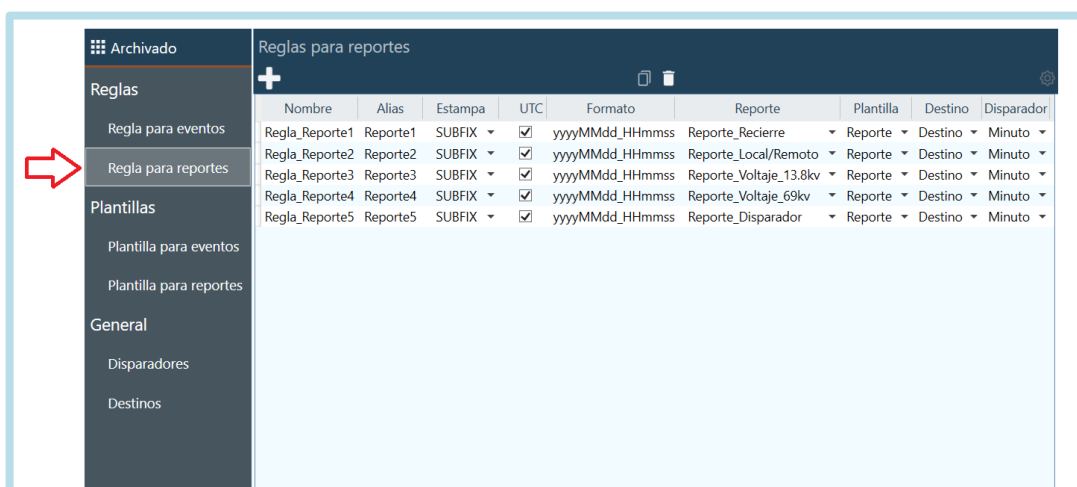 Archivado
Reglas
Regla para eventos
Regla para reportes
Plantillas
Plantilla para eventos
Plantilla para reportes
General
Disparadores
Destinos
Reglas para reportes
Nombre Alias Estampa UTC Formato Reporte Plantilla Destino Disparador
Regla_Reporte1 Reporte1 SUBFIX yyyyMMdd_HHmmss Reporte_Recierre Reporte Destino Minuto
Regla_Reporte2 Reporte2 SUBFIX yyyyMMdd_HHmmss Reporte_Local/Remoto Reporte Destino Minuto
Regla_Reporte3 Reporte3 SUBFIX yyyyMMdd_HHmmss Reporte_Voltaje_13.8kv Reporte Destino Minuto
Regla_Reporte4 Reporte4 SUBFIX yyyyMMdd_HHmmss Reporte_Voltaje_69kv Reporte Destino Minuto
Regla_Reporte5 Reporte5 SUBFIX yyyyMMdd_HHmmss Reporte_Disparador Reporte Destino Minuto